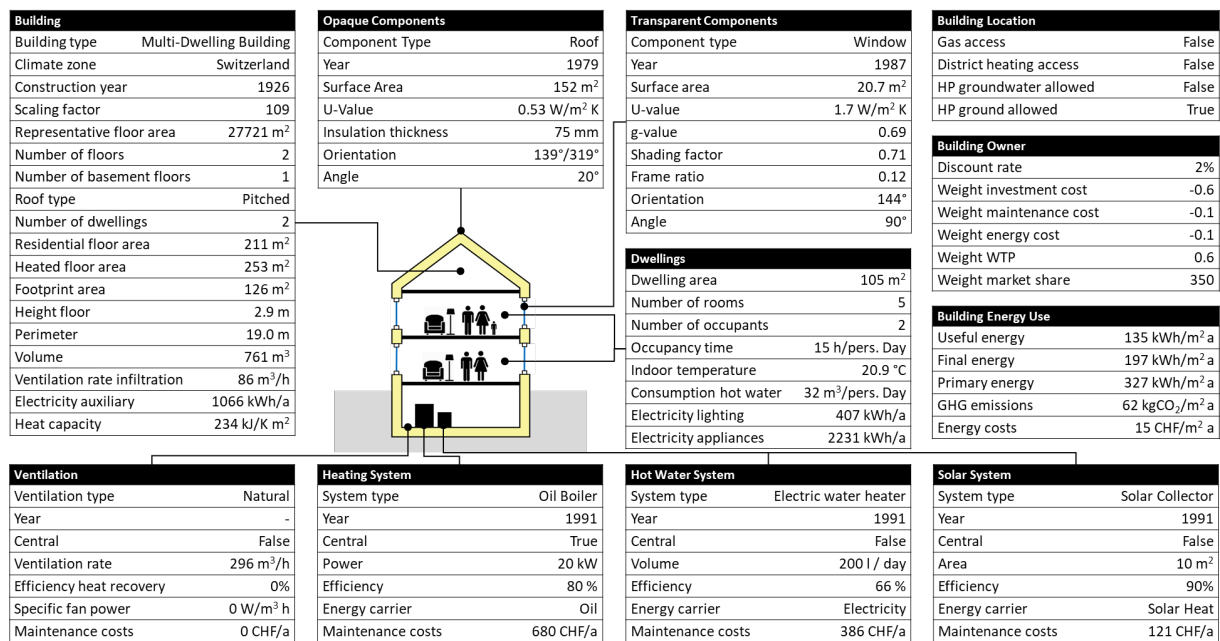 Building
Building type Multi-Dwelling Building
Climate zone Switzerland
Construction year 1926
Scaling factor 109
Representative floor area 27721 m²
Number of floors 2
Number of basement floors 1
Roof type Pitched
Number of dwellings 2
Residential floor area 211 m²
Heated floor area 253 m²
Footprint area 126 m²
Height floor 2.9 m
Perimeter 19.0 m
Volume 761 m³
Ventilation rate infiltration 86 m³/h
Electricity auxiliary 1066 kWh/a
Heat capacity 234 kJ/K m²
Opaque Components
Component Type Roof
Year 1979
Surface Area 152 m²
U-Value 0.53 W/m² K
Insulation thickness 75 mm
Orientation 139°/319°
Angle 20°
Transparent Components
Component type Window
Year 1987
Surface area 20.7 m²
U-value 1.7 W/m² K
g-value 0.69
Shading factor 0.71
Frame ratio 0.12
Orientation 144°
Angle 90°
Dwellings
Dwelling area 105 m²
Number of rooms 5
Number of occupants 2
Occupancy time 15 h/pers. Day
Indoor temperature 20.9 °C
Consumption hot water 32 m³/pers. Day
Electricity lighting 407 kWh/a
Electricity appliances 2231 kWh/a
Building Location
Gas access False
District heating access False
HP groundwater allowed False
HP ground allowed True
Building Owner
Discount rate 2%
Weight investment cost -0.6
Weight maintenance cost -0.1
Weight energy cost -0.1
Weight WTP 0.6
Weight market share 350
Building Energy Use
Useful energy 135 kWh/m² a
Final energy 197 kWh/m² a
Primary energy 327 kWh/m² a
GHG emissions 62 kgCO₂/m² a
Energy costs 15 CHF/m² a
Ventilation
Ventilation type Natural
Year -
Central False
Ventilation rate 296 m³/h
Efficiency heat recovery 0%
Specific fan power 0 W/m³ h
Maintenance costs 0 CHF/a
Heating System
System type Oil Boiler
Year 1991
Central True
Power 20 kW
Efficiency 80 %
Energy carrier Oil
Maintenance costs 680 CHF/a
Hot Water System
System type Electric water heater
Year 1991
Central False
Volume 200 l / day
Efficiency 66 %
Energy carrier Electricity
Maintenance costs 386 CHF/a
Solar System
System type Solar Collector
Year 1991
Central False
Area 10 m²
Efficiency 90%
Energy carrier Solar Heat
Maintenance costs 121 CHF/a